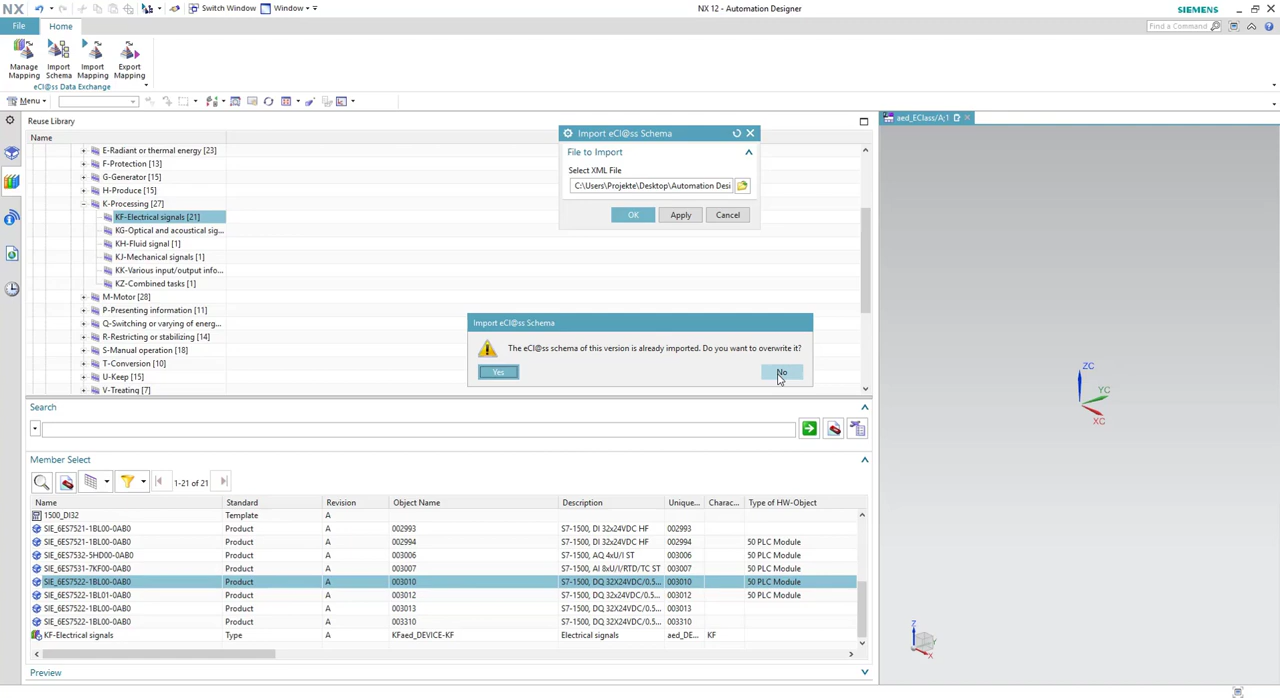 NX
Switch Window
Window
NX 12 - Automation Designer
SIEMENS
File
Home
Find a Command
Manage Mapping
Import Schema
Import Mapping
Export Mapping
eCl@ss Data Exchange
Menu
Reuse Library
Name
E-Radiant or thermal energy [23]
F-Protection [13]
G-Generator [15]
H-Produce [15]
K-Processing [27]
KF-Electrical signals [21]
KG-Optical and acoustical sig...
KH-Fluid signal [1]
KJ-Mechanical signals [1]
KK-Various input/output info...
KZ-Combined tasks [1]
M-Motor [28]
P-Presenting information [11]
Q-Switching or varying of energ...
R-Restricting or stabilizing [14]
S-Manual operation [18]
T-Conversion [10]
U-Keep [15]
V-Treating [7]
Import eCl@ss Schema
File to Import
Select XML File
C:\Users\Projekte\Desktop\Automation Desi
OK
Apply
Cancel
Import eCl@ss Schema
The eCl@ss schema of this version is already imported. Do you want to overwrite it?
Yes
No
aed_EClass/A;1
ZC
YC
XC
Z
Y
X
Search
Member Select
1-21 of 21
Name Standard Revision Object Name Description Unique... Charac... Type of HW-Object
1500_DI32 Template A
SIE_6ES7521-1BL00-0AB0 Product A 002993 S7-1500, DI 32x24VDC HF 002993
SIE_6ES7521-1BL00-0AB0 Product A 002994 S7-1500, DI 32x24VDC HF 002994 50 PLC Module
SIE_6ES7532-5HD00-0AB0 Product A 003006 S7-1500, AQ 4xU/I ST 003006 50 PLC Module
SIE_6ES7531-7KF00-0AB0 Product A 003007 S7-1500, AI 8xU/I/RTD/TC ST 003007 50 PLC Module
SIE_6ES7522-1BL00-0AB0 Product A 003010 S7-1500, DQ 32X24VDC/0.5... 003010 50 PLC Module
SIE_6ES7522-1BL01-0AB0 Product A 003012 S7-1500, DQ 32x24VDC/0.5... 003012 50 PLC Module
SIE_6ES7522-1BL00-0AB0 Product A 003013 S7-1500, DQ 32X24VDC/0.5... 003013
SIE_6ES7522-1BL00-0AB0 Product A 003310 S7-1500, DQ 32X24VDC/0.5... 003310
KF-Electrical signals Type A KFaed_DEVICE-KF Electrical signals aed_DE... KF
Preview